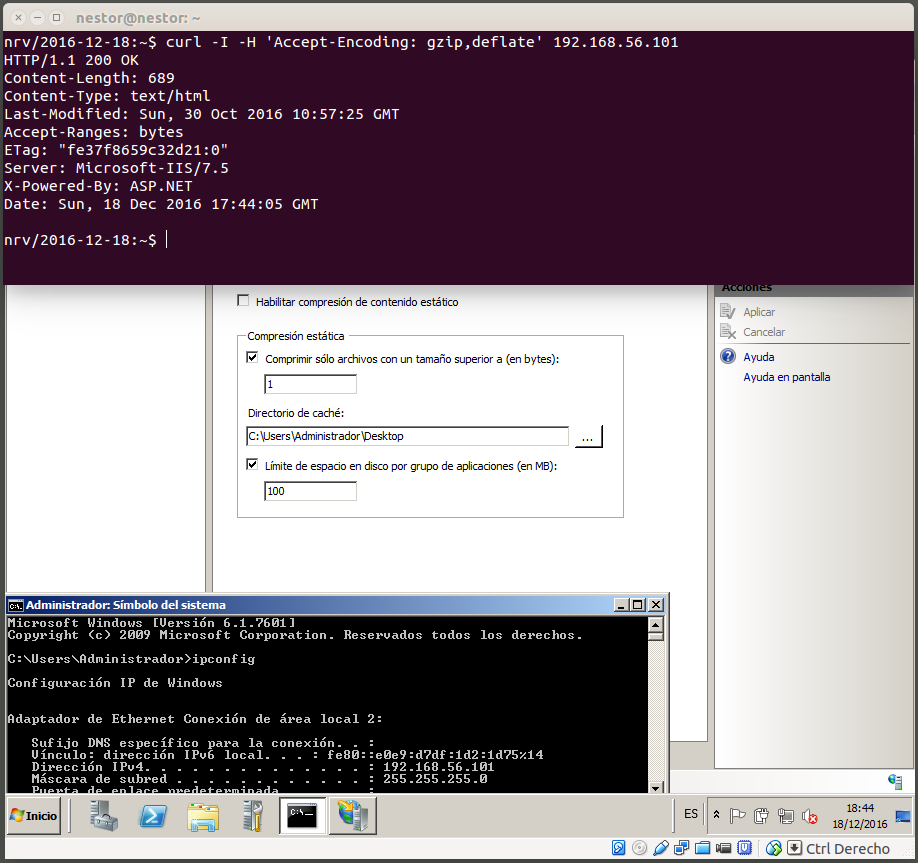 nestor@nestor: ~
nrv/2016-12-18:~$ curl -I -H 'Accept-Encoding: gzip,deflate' 192.168.56.101
HTTP/1.1 200 OK
Content-Length: 689
Content-Type: text/html
Last-Modified: Sun, 30 Oct 2016 10:57:25 GMT
Accept-Ranges: bytes
ETag: "fe37f8659c32d21:0"
Server: Microsoft-IIS/7.5
X-Powered-By: ASP.NET
Date: Sun, 18 Dec 2016 17:44:05 GMT
nrv/2016-12-18:~$
Habilitar compresión de contenido estático
Compresión estática
Comprimir sólo archivos con un tamaño superior a (en bytes):
1
Directorio de caché:
C:\Users\Administrador\Desktop
...
Límite de espacio en disco por grupo de aplicaciones (en MB):
100
Acciones
Aplicar
Cancelar
Ayuda
Ayuda en pantalla
Administrador: Símbolo del sistema
Microsoft Windows [Versión 6.1.7601]
Copyright (c) 2009 Microsoft Corporation. Reservados todos los derechos.
C:\Users\Administrador>ipconfig
Configuración IP de Windows
Adaptador de Ethernet Conexión de área local 2:
Sufijo DNS específico para la conexión. . :
Vínculo: dirección IPv6 local. . . : fe80::e0e9:d7df:1d2:1d75%14
Dirección IPv4. . . . . . . . . . . . . . : 192.168.56.101
Máscara de subred . . . . . . . . . . . . : 255.255.255.0
Puerta de enlace predeterminada . . . . . :
Inicio
C:\.
ES
18:44
18/12/2016
Ctrl Derecho